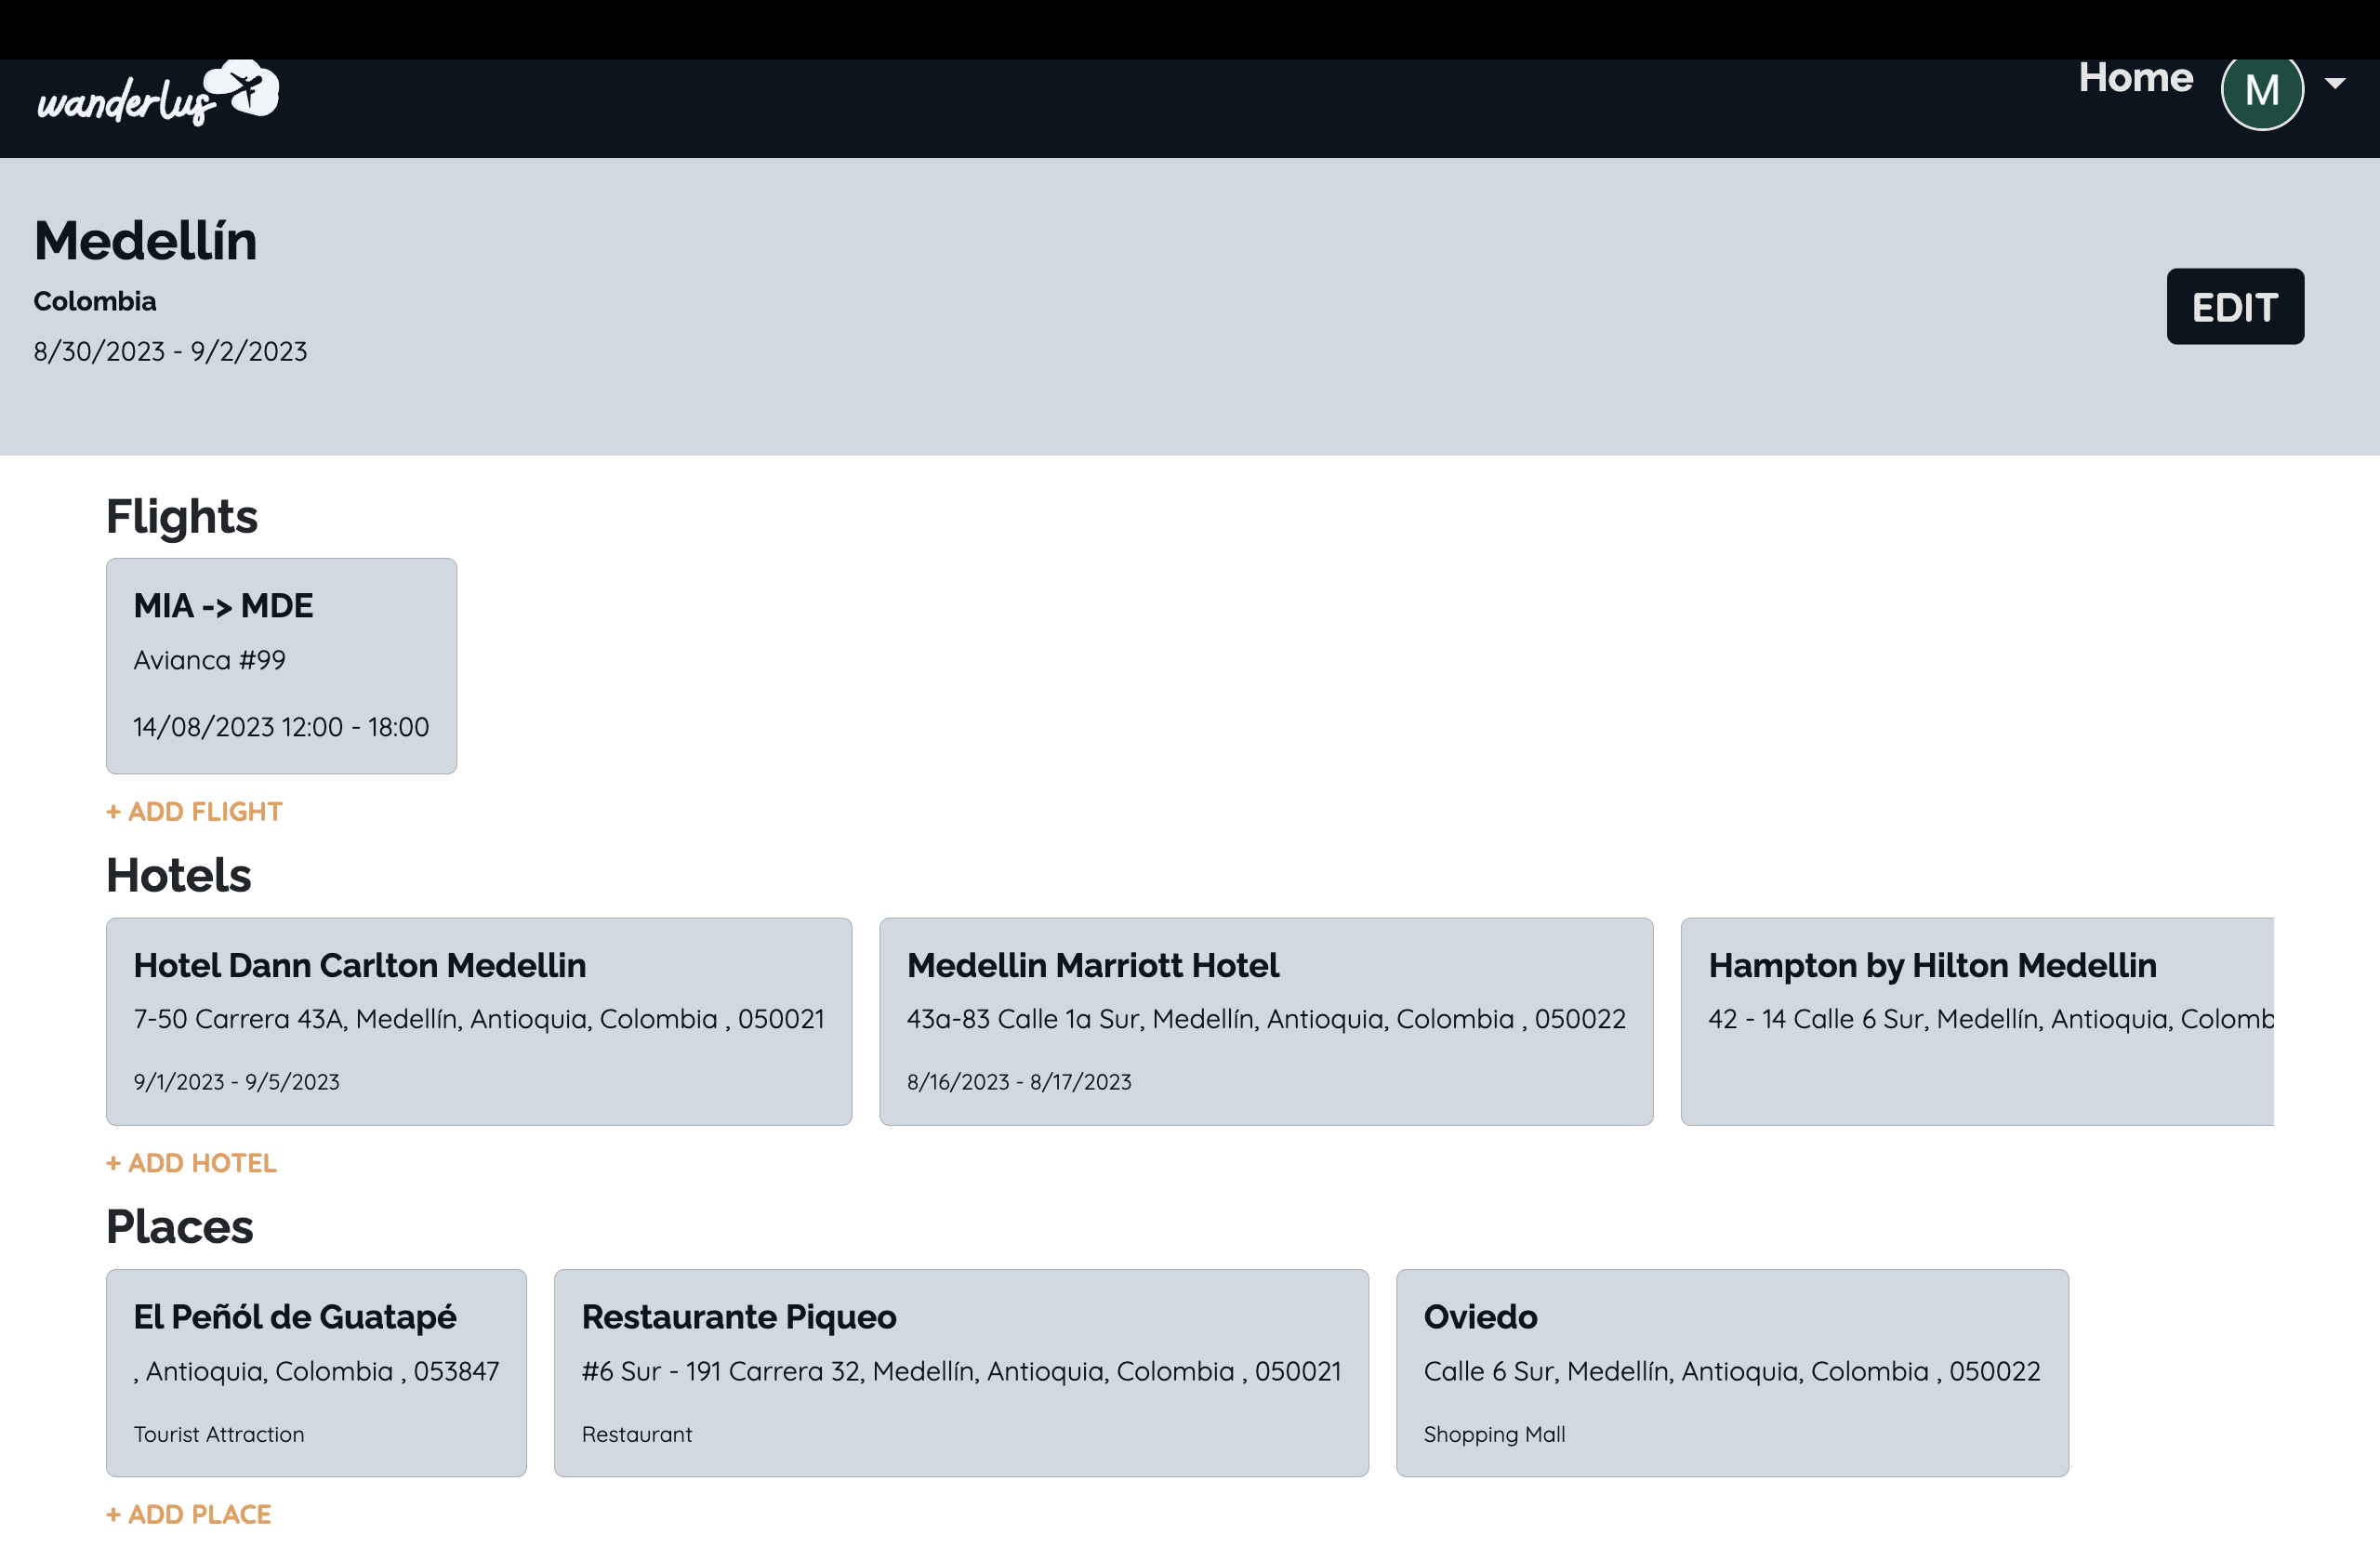 wanderlus
Home
M
Medellín
Colombia
8/30/2023 - 9/2/2023
EDIT
Flights
MIA -> MDE
Avianca #99
14/08/2023 12:00 - 18:00
+ ADD FLIGHT
Hotels
Hotel Dann Carlton Medellin
7-50 Carrera 43A, Medellín, Antioquia, Colombia , 050021
9/1/2023 - 9/5/2023
Medellin Marriott Hotel
43a-83 Calle 1a Sur, Medellín, Antioquia, Colombia , 050022
8/16/2023 - 8/17/2023
Hampton by Hilton Medellin
42 - 14 Calle 6 Sur, Medellín, Antioquia, Colomb
+ ADD HOTEL
Places
El Peñól de Guatapé
, Antioquia, Colombia , 053847
Tourist Attraction
Restaurante Piqueo
#6 Sur - 191 Carrera 32, Medellín, Antioquia, Colombia , 050021
Restaurant
Oviedo
Calle 6 Sur, Medellín, Antioquia, Colombia , 050022
Shopping Mall
+ ADD PLACE